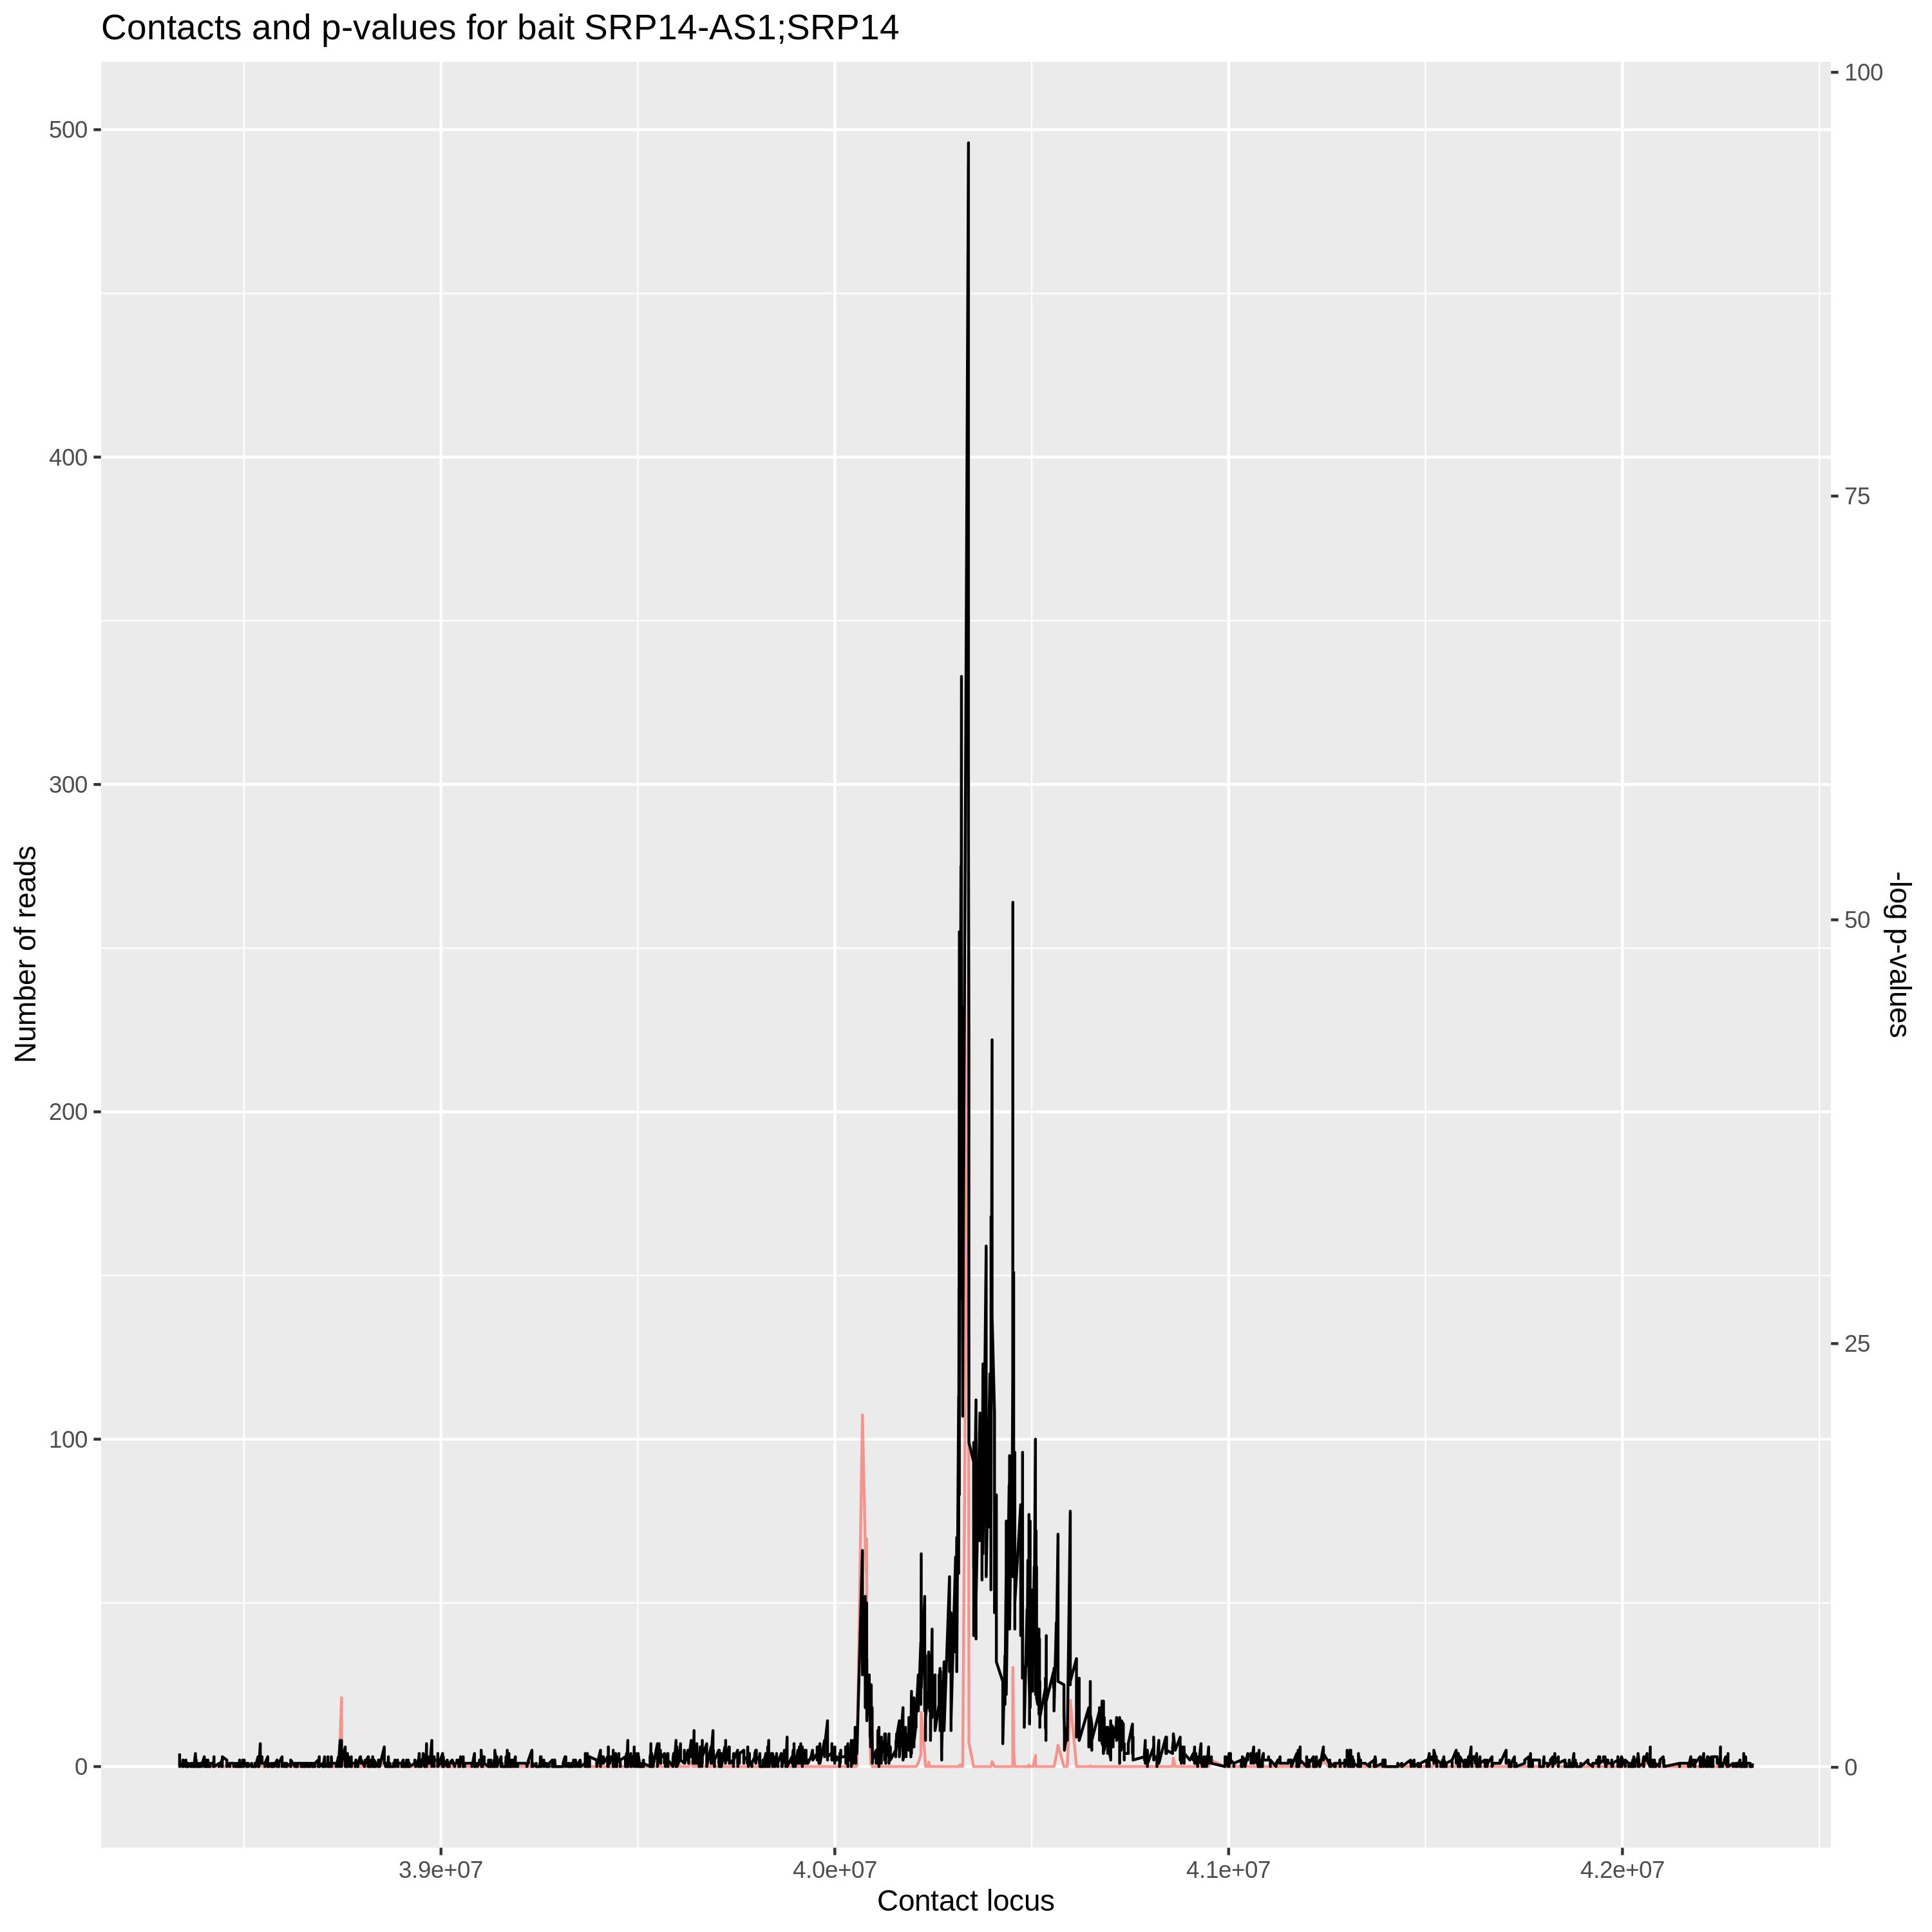 Contacts and p-values for bait SRP14-AS1;SRP14
500
400
300
200
100
0
Number of reads
100
75
50
25
0
-log p-values
3.9e+07
4.0e+07
4.1e+07
4.2e+07
Contact locus